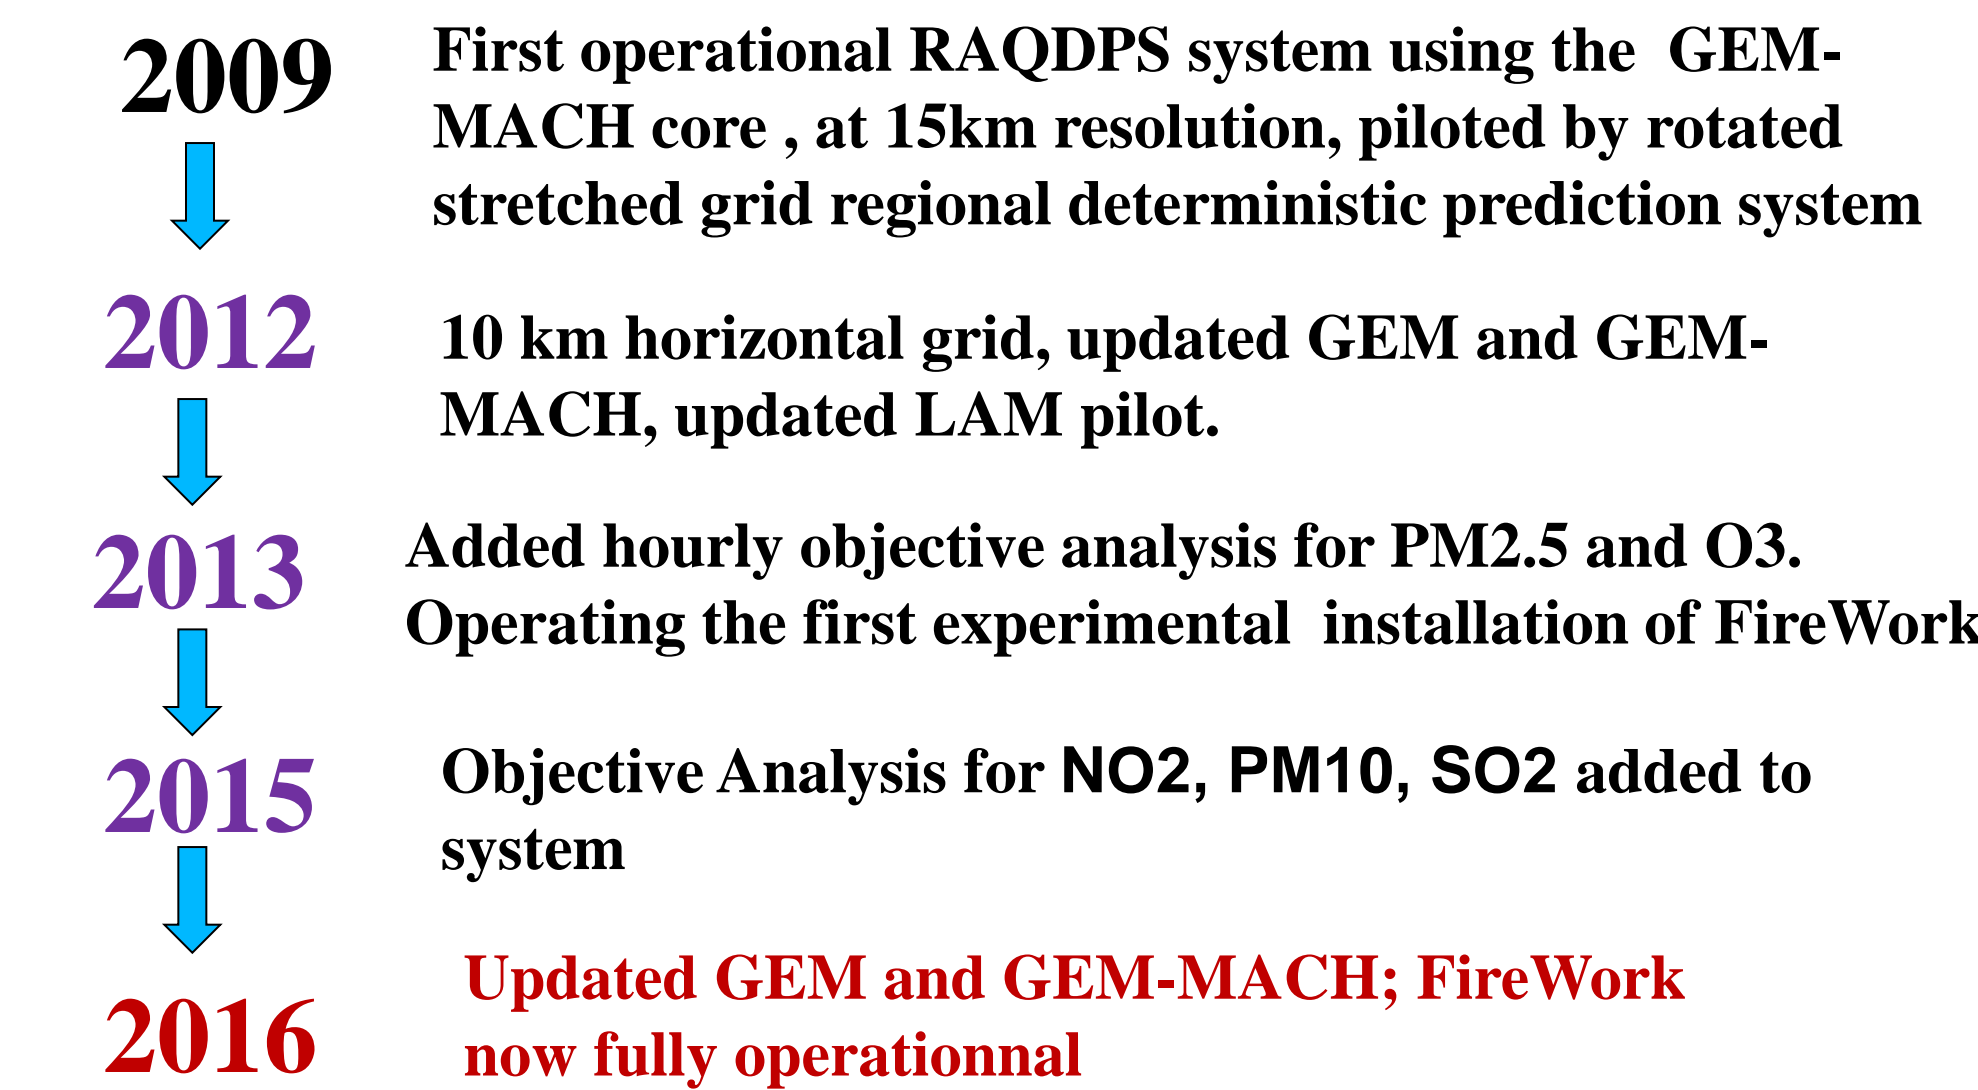 2009
First operational RAQDPS system using the  GEM-
MACH core , at 15km resolution, piloted by rotated
stretched grid regional deterministic prediction system
2012
10 km horizontal grid, updated GEM and GEM-
MACH, updated LAM pilot.
2013
Added hourly objective analysis for PM2.5 and O3.
Operating the first experimental  installation of FireWork
2015
Objective Analysis for NO2, PM10, SO2 added to
system
2016
Updated GEM and GEM-MACH; FireWork
now fully operationnal